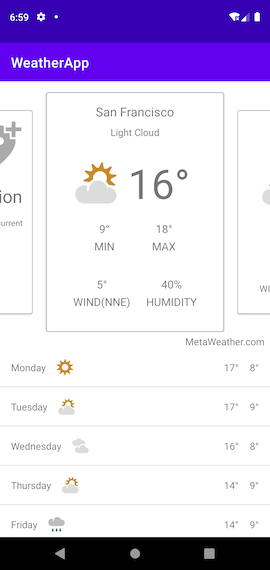 6:59
WeatherApp
San Francisco
Light Cloud
16°
9° 18°
MIN MAX
5° 40%
WIND(NNE) HUMIDITY
ion
current
WI
MetaWeather.com
Monday 17° 8°
Tuesday 17° 9°
Wednesday 16° 8°
Thursday 14° 9°
Friday 14° 9°